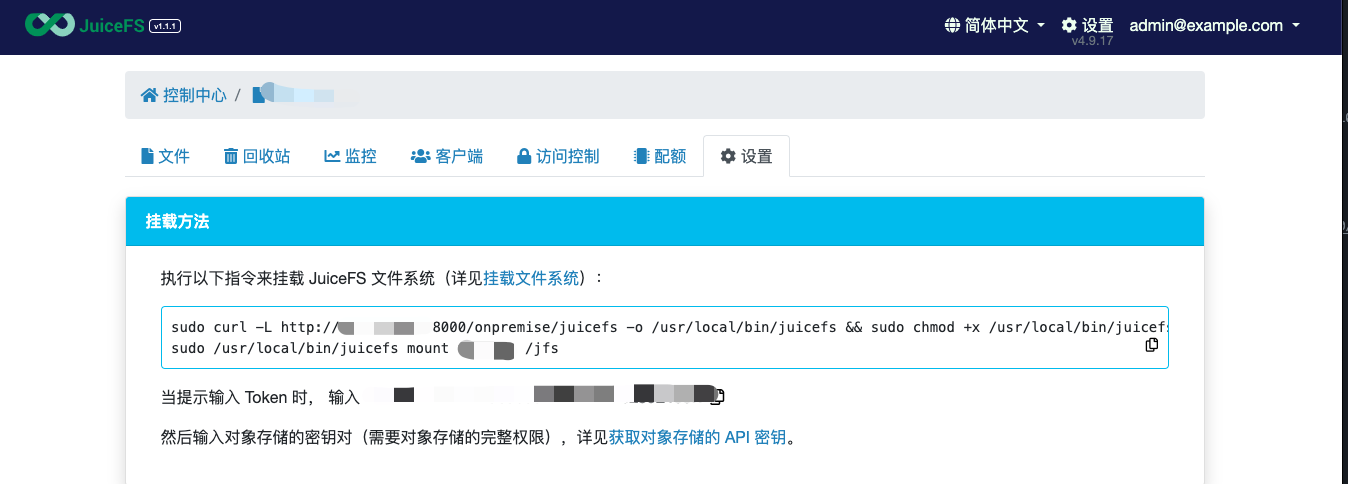 JuiceFS v1.1.1
简体中文 设置 admin@example.com
v4.9.17
控制中心 /
文件 回收站 监控 客户端 访问控制 配额 设置
挂载方法
执行以下指令来挂载 JuiceFS 文件系统（详见挂载文件系统）：
sudo curl -L http:// 8000/onpremise/juicefs -o /usr/local/bin/juicefs && sudo chmod +x /usr/local/bin/juicefs
sudo /usr/local/bin/juicefs mount /jfs
当提示输入 Token 时， 输入
然后输入对象存储的密钥对（需要对象存储的完整权限），详见获取对象存储的 API 密钥。